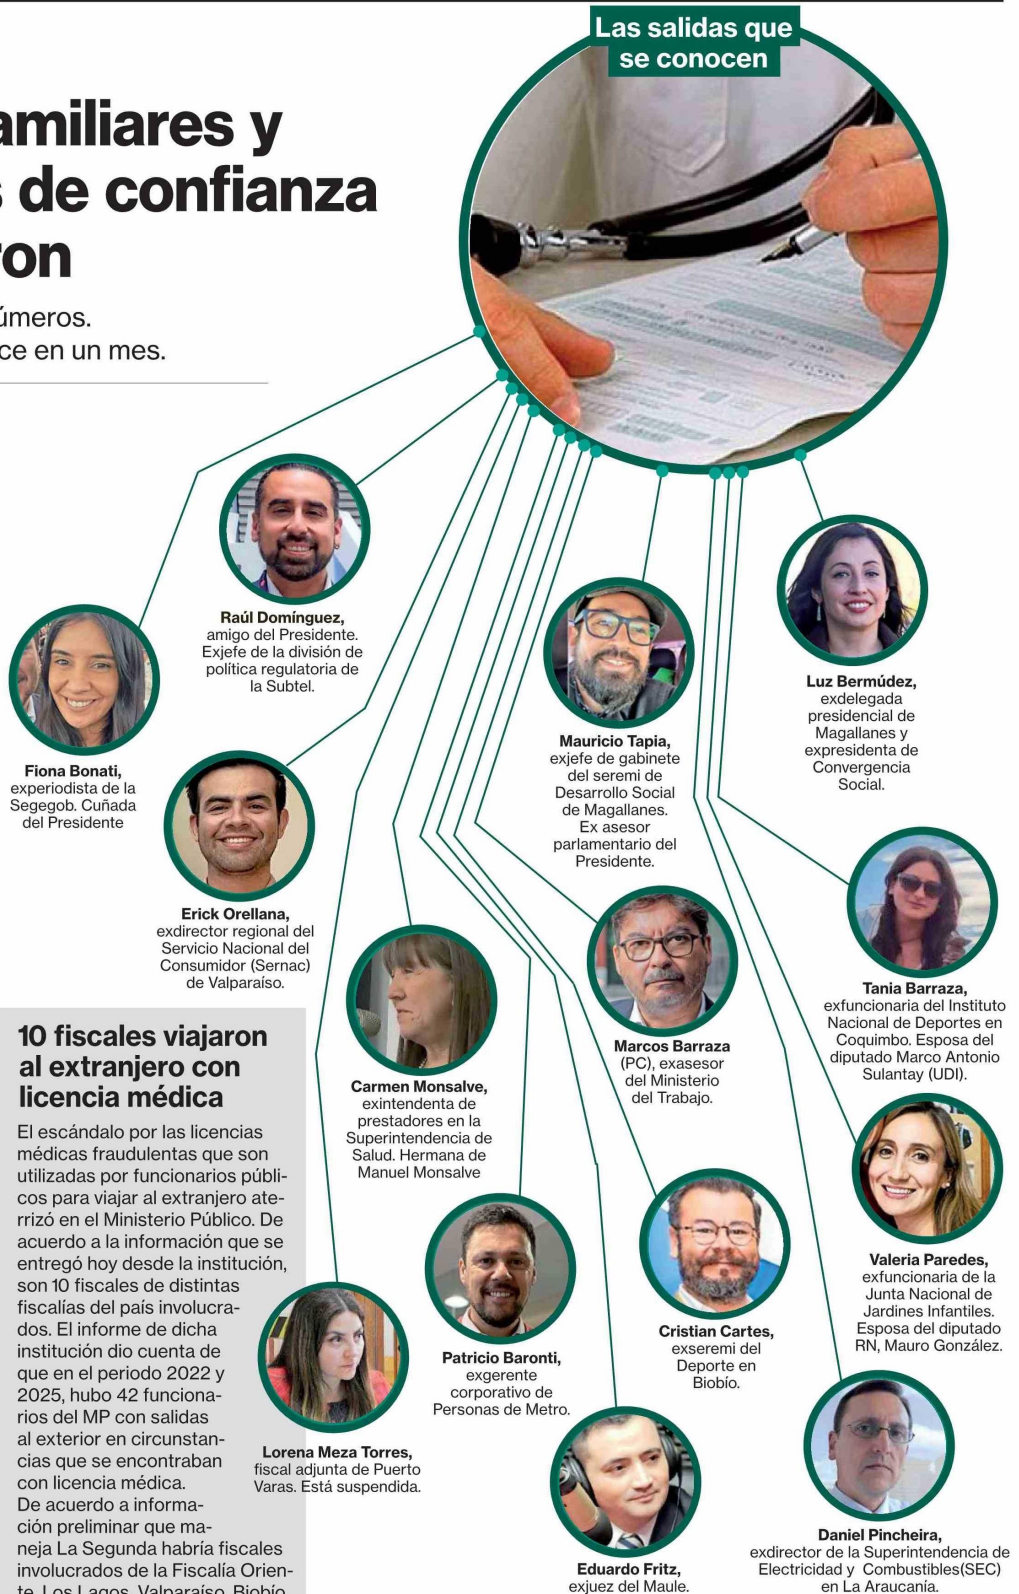 Las salidas que
se conocen
amiliares y
de confianza
ron
úmeros.
ce en un mes.
Raúl Domínguez,
amigo del Presidente.
Exjefe de la división de
política regulatoria de
la Subtel.
Fiona Bonati,
experiodista de la
Segegob. Cuñada
del Presidente
Erick Orellana,
exdirector regional del
Servicio Nacional del
Consumidor (Sernac)
de Valparaíso.
Mauricio Tapia,
exjefe de gabinete
del seremi de
Desarrollo Social
de Magallanes.
Ex asesor
parlamentario del
Presidente.
Luz Bermúdez,
exdelegada
presidencial de
Magallanes y
expresidenta de
Convergencia
Social.
Tania Barraza,
exfuncionaria del Instituto
Nacional de Deportes en
Coquimbo. Esposa del
diputado Marco Antonio
Sulantay (UDI).
Marcos Barraza
(PC), exasesor
del Ministerio
del Trabajo.
Carmen Monsalve,
exintendenta de
prestadores en la
Superintendencia de
Salud. Hermana de
Manuel Monsalve
Valeria Paredes,
exfuncionaria de la
Junta Nacional de
Jardines Infantiles.
Esposa del diputado
RN, Mauro González.
Cristian Cartes,
exseremi del
Deporte en
Biobío.
Patricio Baronti,
exgerente
corporativo de
Personas de Metro.
Lorena Meza Torres,
fiscal adjunta de Puerto
Varas. Está suspendida.
Eduardo Fritz,
exjuez del Maule.
Daniel Pincheira,
exdirector de la Superintendencia de
Electricidad y Combustibles(SEC)
en La Araucanía.
10 fiscales viajaron
al extranjero con
licencia médica
El escándalo por las licencias
médicas fraudulentas que son
utilizadas por funcionarios públi-
cos para viajar al extranjero ate-
rrizó en el Ministerio Público. De
acuerdo a la información que se
entregó hoy desde la institución,
son 10 fiscales de distintas
fiscalías del país involucra-
dos. El informe de dicha
institución dio cuenta de
que en el periodo 2022 y
2025, hubo 42 funciona-
rios del MP con salidas
al exterior en circunstan-
cias que se encontraban
con licencia médica.
De acuerdo a informa-
ción preliminar que ma-
neja La Segunda habría fiscales
involucrados de la Fiscalía Orien-
te, Los Lagos, Valparaíso, Biobío,